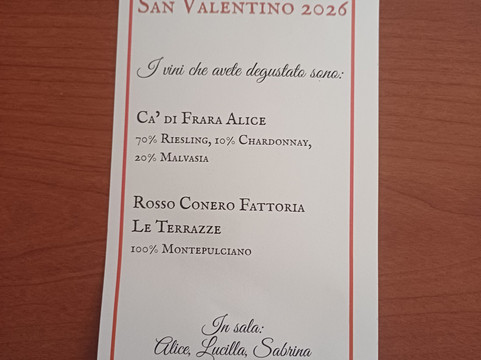 San Valentino 2026
I vini che avete degustato sono:
Ca' di Frara Alice
70% Riesling, 10% Chardonnay,
20% Malvasia
Rosso Conero Fattoria
Le Terrazze
100% Montepulciano
In sala:
Alice, Lucilla, Sabrina